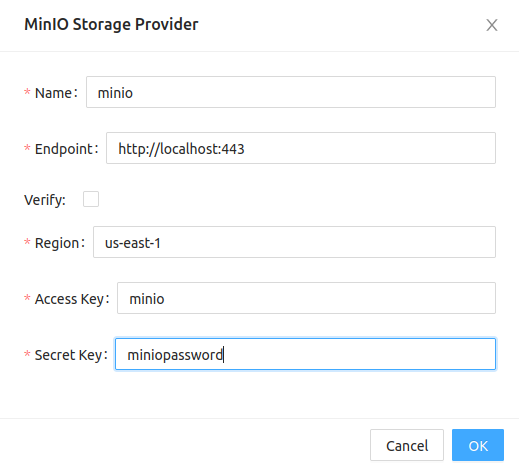 MinIO Storage Provider
* Name: minio
* Endpoint: http://localhost:443
Verify:
* Region: us-east-1
* Access Key: minio
* Secret Key: miniopassword
Cancel OK